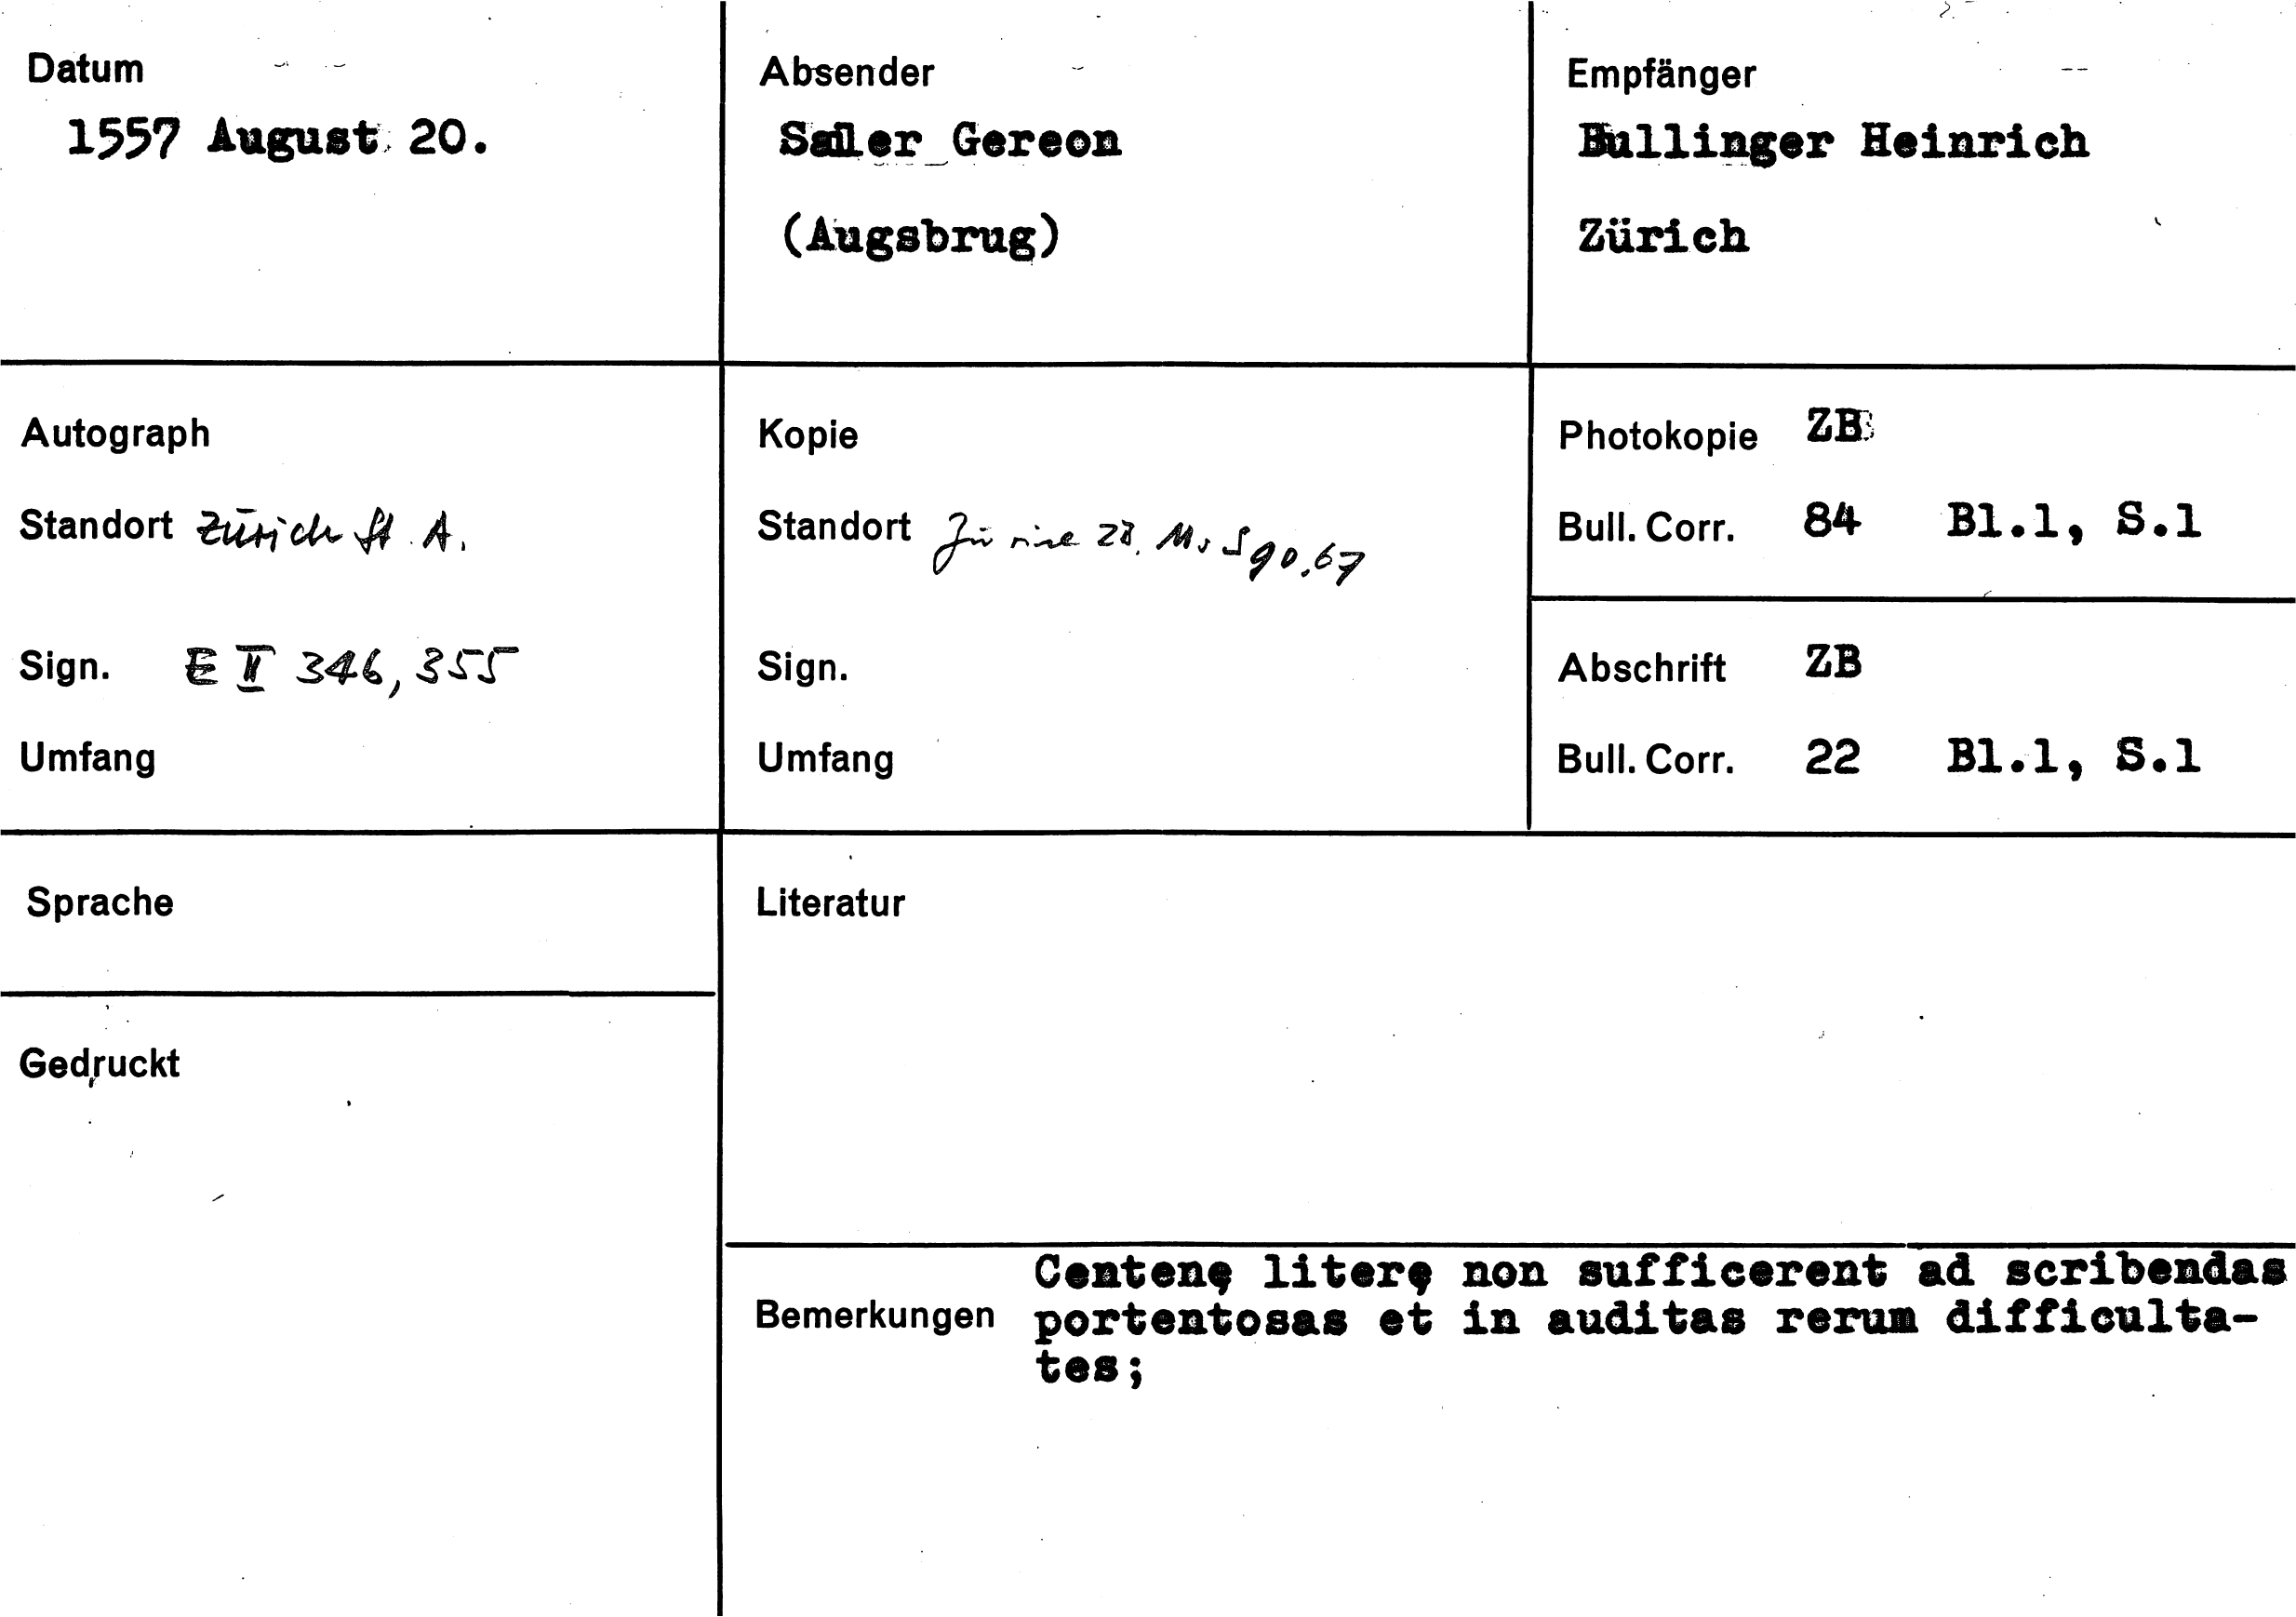 Datum
1557 August 20.
Absender
Sailer Gereon
(Augsbrug)
Empfänger
Bullinger Heinrich
Zürich
Autograph
Standort Zürich St. A.
Sign. E II 346, 355
Umfang
Kopie
Standort ZB. Ms S 90,67
Sign.
Umfang
Photokopie ZB
Bull. Corr. 84 Bl.1, S.1
Abschrift ZB
Bull. Corr. 22 Bl.1, S.1
Sprache
Gedruckt
Literatur
Bemerkungen
Centenę literę non sufficerent ad scribendas
portentosas et in auditas rerum difficulta-
tes;